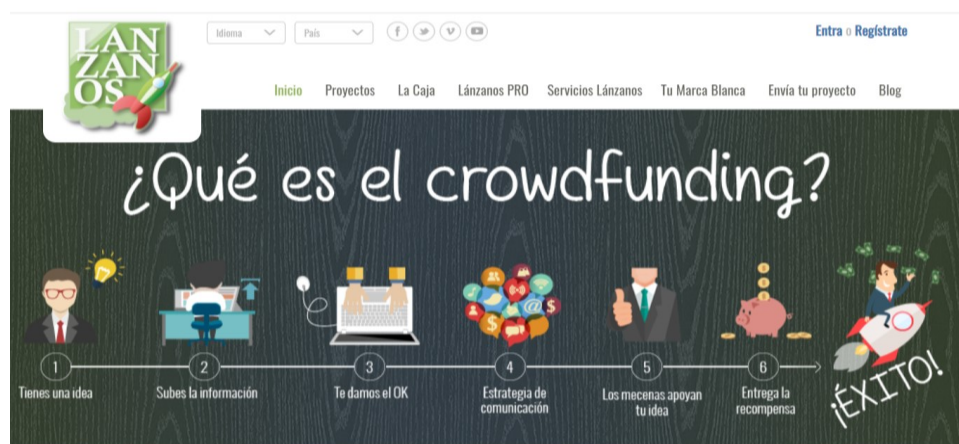 LAN
ZAN
OS
Idioma
País
Entra o Regístrate
Inicio Proyectos La Caja Lánzanos PRO Servicios Lánzanos Tu Marca Blanca Envía tu proyecto Blog
¿Qué es el crowdfunding?
1
Tienes una idea
2
Subes la información
3
Te damos el OK
4
Estrategia de
comunicación
5
Los mecenas apoyan
tu idea
6
Entrega la
recompensa
¡ÉXITO!